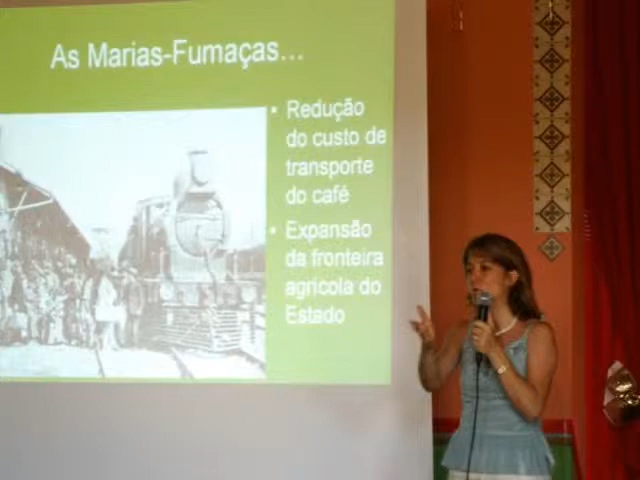 As Marias-Fumaças...
Redução
do custo de
transporte
do café
Expansão
da fronteira
agrícola do
Estado